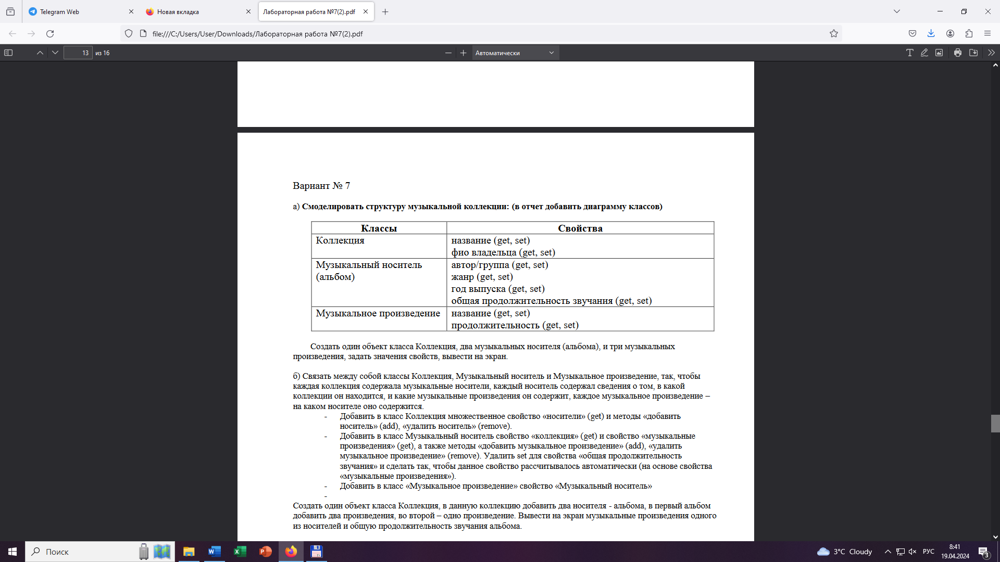 Telegram Web
Новая вкладка
Лабораторная работа №7(2).pdf
file:///C:/Users/User/Downloads/Лабораторная работа №7(2).pdf
13 из 16
Автоматически
Вариант № 7
а) Смоделировать структуру музыкальной коллекции: (в отчет добавить диаграмму классов)
Классы Свойства
Коллекция название (get, set)
фио владельца (get, set)
Музыкальный носитель автор/группа (get, set)
(альбом) жанр (get, set)
год выпуска (get, set)
общая продолжительность звучания (get, set)
Музыкальное произведение название (get, set)
продолжительность (get, set)
Создать один объект класса Коллекция, два музыкальных носителя (альбома), и три музыкальных
произведения, задать значения свойств, вывести на экран.
б) Связать между собой классы Коллекция, Музыкальный носитель и Музыкальное произведение, так, чтобы
каждая коллекция содержала музыкальные носители, каждый носитель содержал сведения о том, в какой
коллекции он находится, и какие музыкальные произведения он содержит, каждое музыкальное произведение –
на каком носителе оно содержится.
- Добавить в класс Коллекция множественное свойство «носители» (get) и методы «добавить
носитель» (add), «удалить носитель» (remove).
- Добавить в класс Музыкальный носитель свойство «коллекция» (get) и свойство «музыкальные
произведения» (get), а также методы «добавить музыкальное произведение» (add), «удалить
музыкальное произведение» (remove). Удалить set для свойства «общая продолжительность
звучания» и сделать так, чтобы данное свойство рассчитывалось автоматически (на основе свойства
«музыкальные произведения»).
- Добавить в класс «Музыкальное произведение» свойство «Музыкальный носитель»
-
Создать один объект класса Коллекция, в данную коллекцию добавить два носителя - альбома, в первый альбом
добавить два произведения, во второй – одно произведение. Вывести на экран музыкальные произведения одного
из носителей и общую продолжительность звучания альбома.
Поиск
3°C Cloudy
РУС
8:41
19.04.2024
3